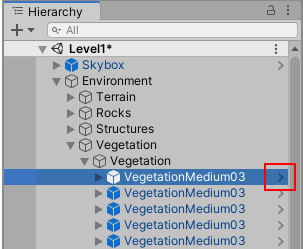 Hierarchy
All
Level1*
Skybox
Environment
Terrain
Rocks
Structures
Vegetation
Vegetation
VegetationMedium03
VegetationMedium03
VegetationMedium03
VegetationMedium03
VegetationMedium03